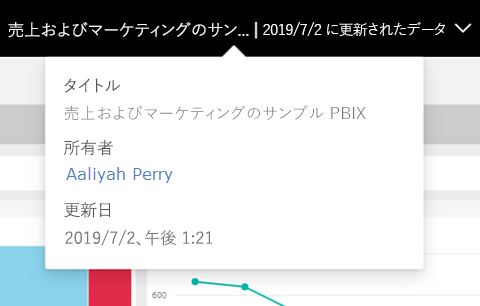 売上およびマーケティングのサン... | 2019/7/2 に更新されたデータ
タイトル
売上およびマーケティングのサンプル PBIX
所有者
Aaliyah Perry
更新日
2019/7/2、午後 1:21
600